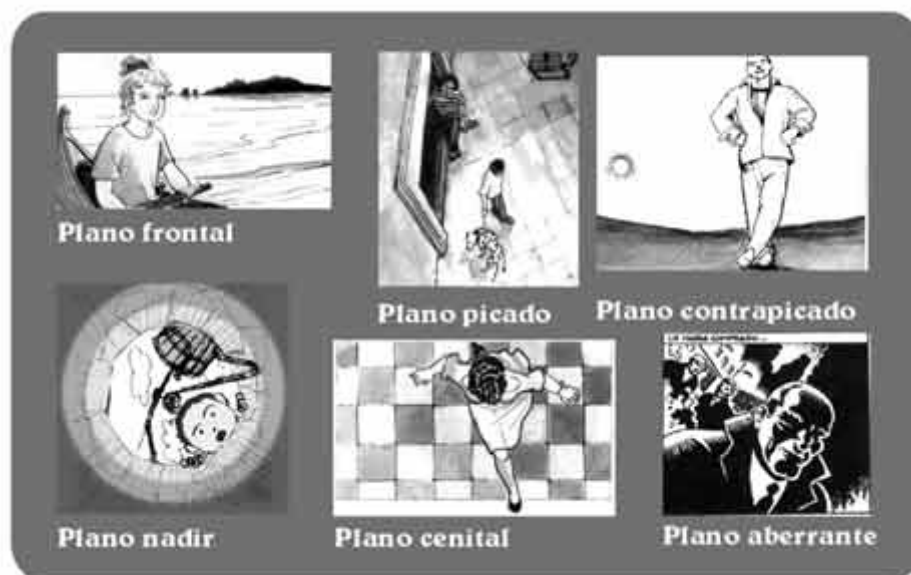 Plano frontal
Plano picado
Plano contrapicado
Plano nadir
Plano cenital
Plano aberrante